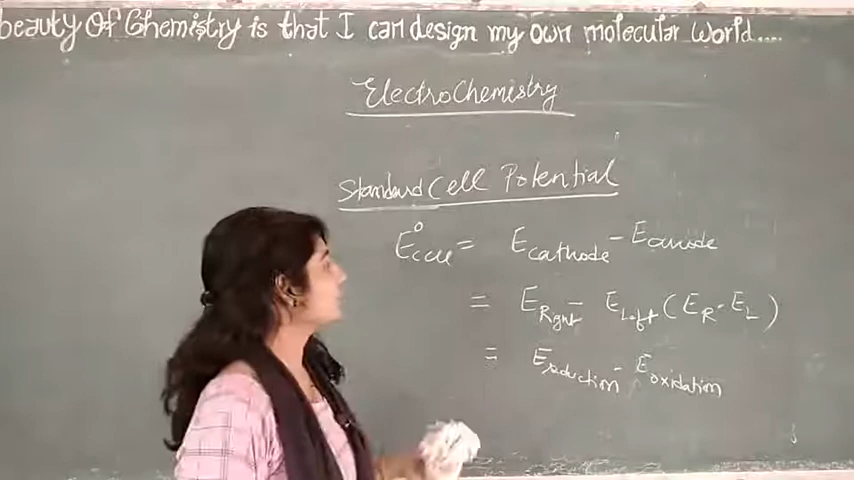 beauty Of Chemistry is that I can design my own molecular World....
ElectroChemistry
Standard Cell Potential
E°cell = Ecathode - Eanode
= ERight - ELeft (ER - EL)
= Ereduction - Eoxidation